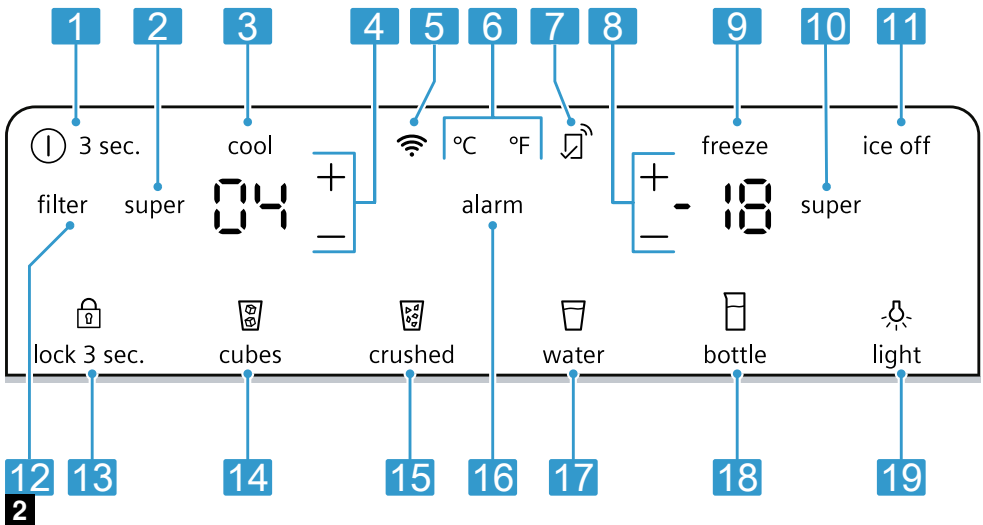 1 2 3 4 5 6 7 8 9 10 11
3 sec. cool °C °F freeze ice off
filter super 04 + − alarm + − -18 super
lock 3 sec. cubes crushed water bottle light
12 13 14 15 16 17 18 19
2